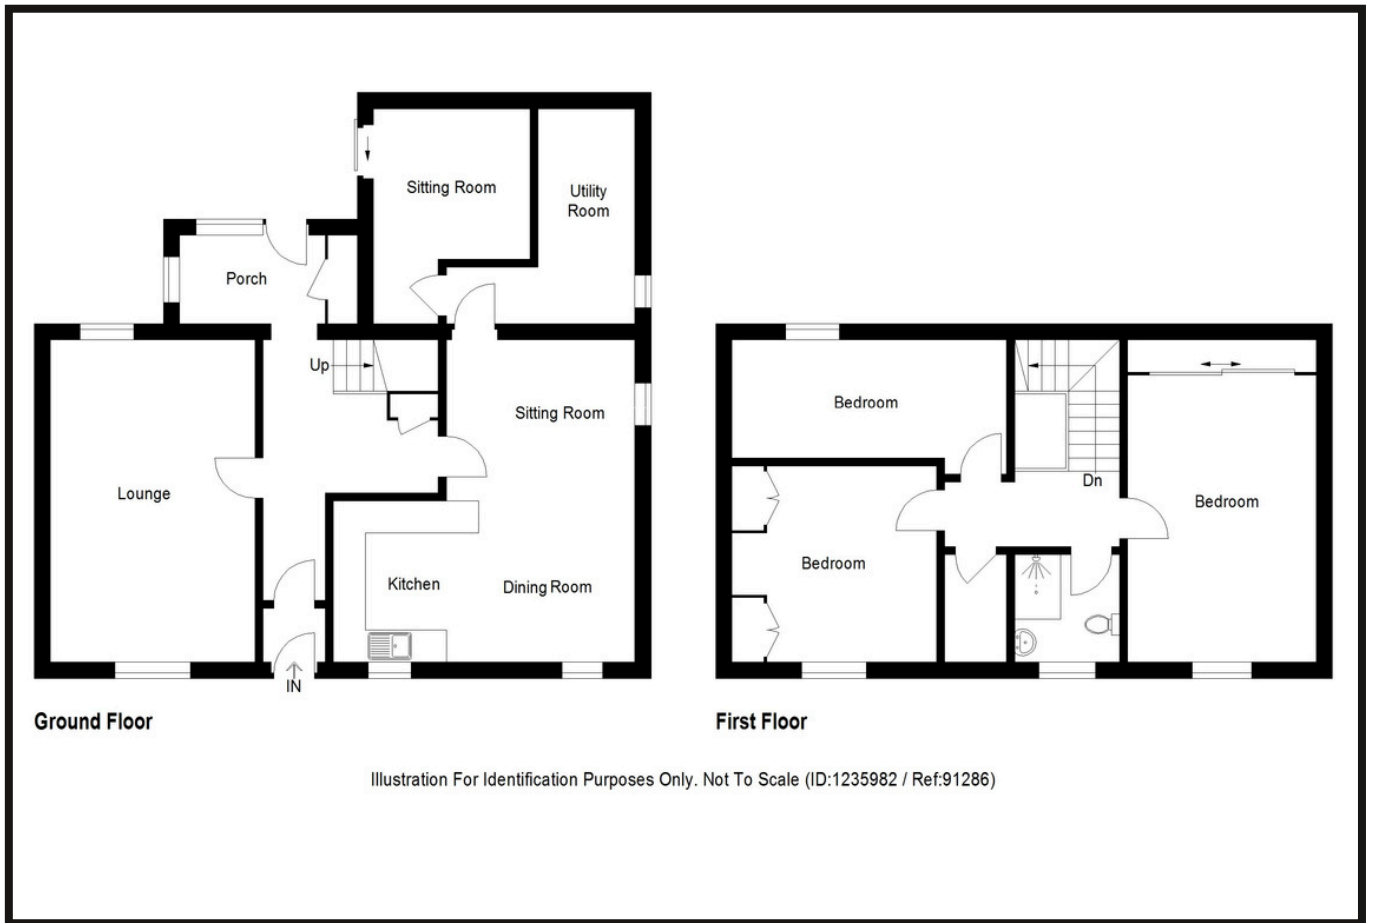 Sitting Room
Utility
Room
Porch
Up
Sitting Room
Lounge
Kitchen
Dining Room
IN
Ground Floor
Bedroom
Dn
Bedroom
Bedroom
First Floor
Illustration For Identification Purposes Only. Not To Scale (ID:1235982 / Ref:91286)